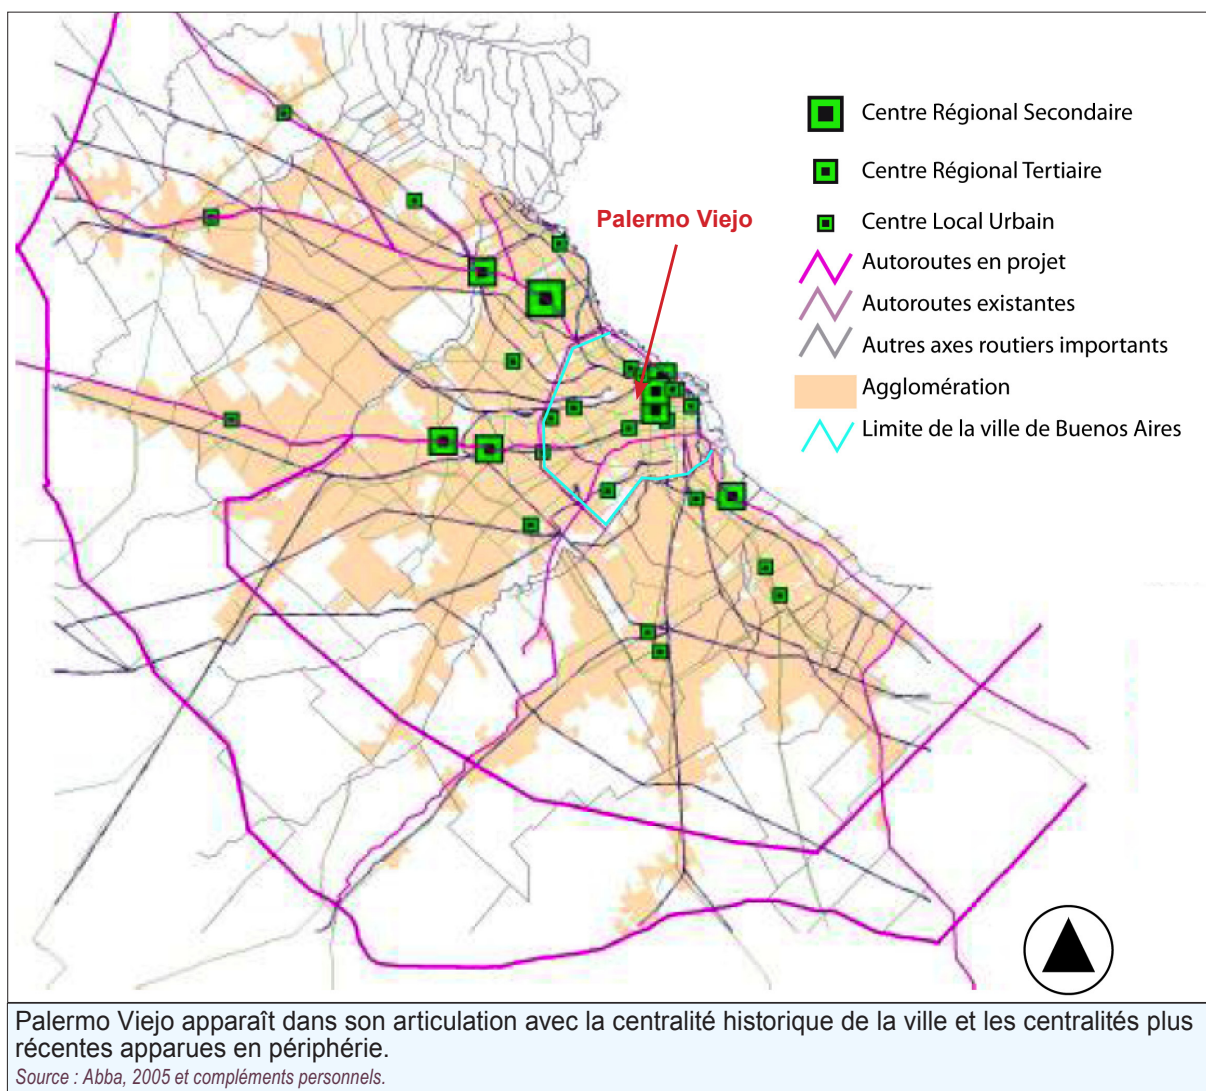 Centre Régional Secondaire
Centre Régional Tertiaire
Centre Local Urbain
Palermo Viejo
Autoroutes en projet
Autoroutes existantes
Autres axes routiers importants
Agglomération
Limite de la ville de Buenos Aires
Palermo Viejo apparaît dans son articulation avec la centralité historique de la ville et les centralités plus
récentes apparues en périphérie.
Source : Abba, 2005 et compléments personnels.